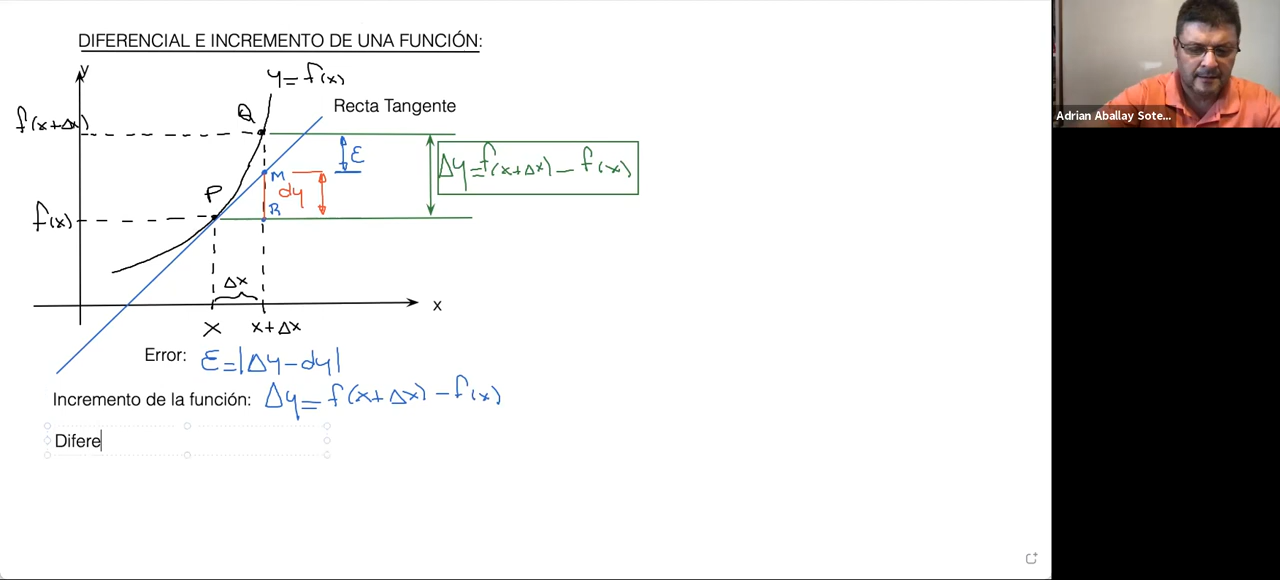 DIFERENCIAL E INCREMENTO DE UNA FUNCIÓN:
y
y=f(x)
Recta Tangente
f(x+Δx)
Q
ε
Δy=f(x+Δx)-f(x)
M
dy
P
R
f(x)
Δx
x
x x+Δx
Error: ε=|Δy-dy|
Incremento de la función: Δy=f(x+Δx)-f(x)
Difere
Adrian Aballay Sote...